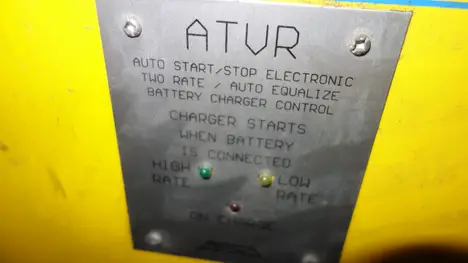 ATVR
AUTO START/STOP ELECTRONIC
TWO RATE / AUTO EQUALIZE
BATTERY CHARGER CONTROL
CHARGER STARTS
WHEN BATTERY
IS CONNECTED
HIGH RATE
LOW RATE
ON CHARGE